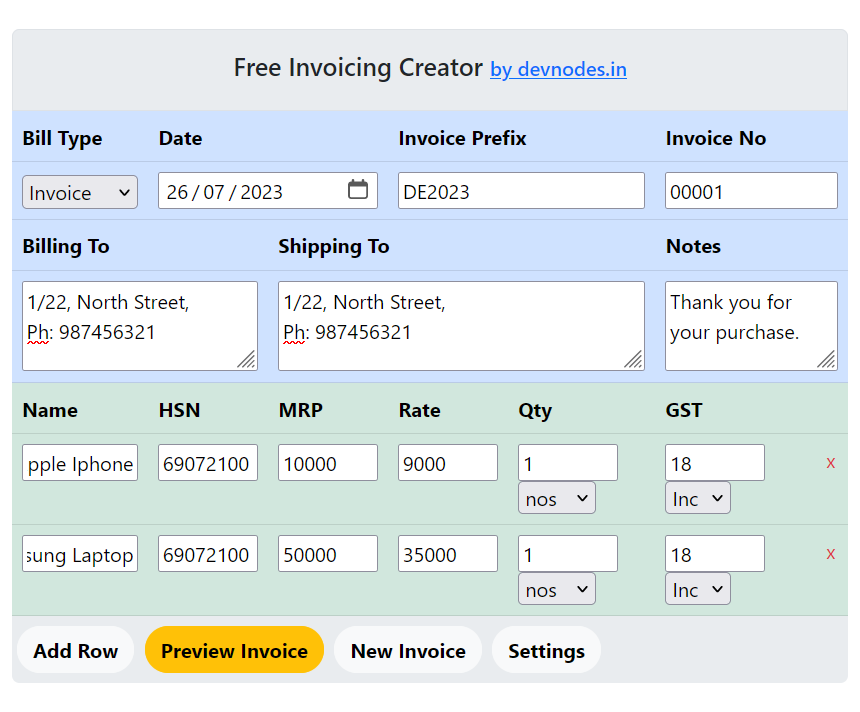 Free Invoicing Creator by devnodes.in
Bill Type Date Invoice Prefix Invoice No
Invoice 26/07/2023 DE2023 00001
Billing To Shipping To Notes
1/22, North Street, 1/22, North Street, Thank you for
Ph: 987456321 Ph: 987456321 your purchase.
Name HSN MRP Rate Qty GST
pple Iphone 69072100 10000 9000 1 18 X
nos Inc
sung Laptop 69072100 50000 35000 1 18 X
nos Inc
Add Row Preview Invoice New Invoice Settings